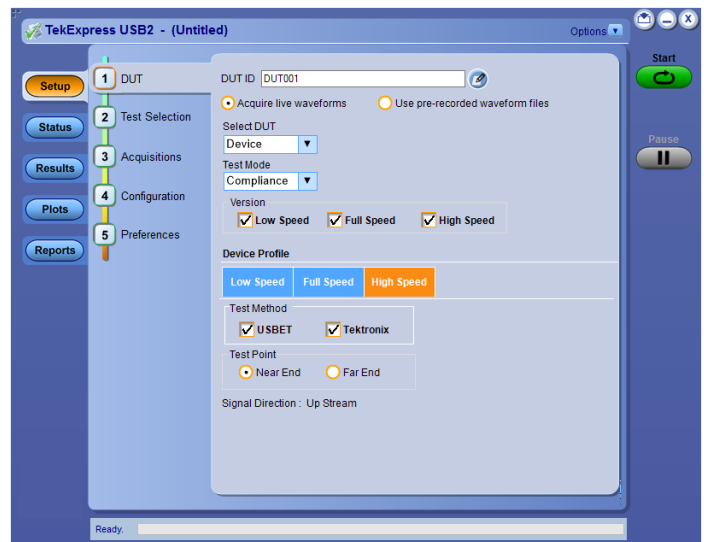 TekExpress USB2 - (Untitled)
Options
Start
Pause
Setup
Status
Results
Plots
Reports
1 DUT
2 Test Selection
3 Acquisitions
4 Configuration
5 Preferences
DUT ID DUT001
Acquire live waveforms Use pre-recorded waveform files
Select DUT
Device
Test Mode
Compliance
Version
Low Speed Full Speed High Speed
Device Profile
Low Speed Full Speed High Speed
Test Method
USBET Tektronix
Test Point
Near End Far End
Signal Direction : Up Stream
Ready.